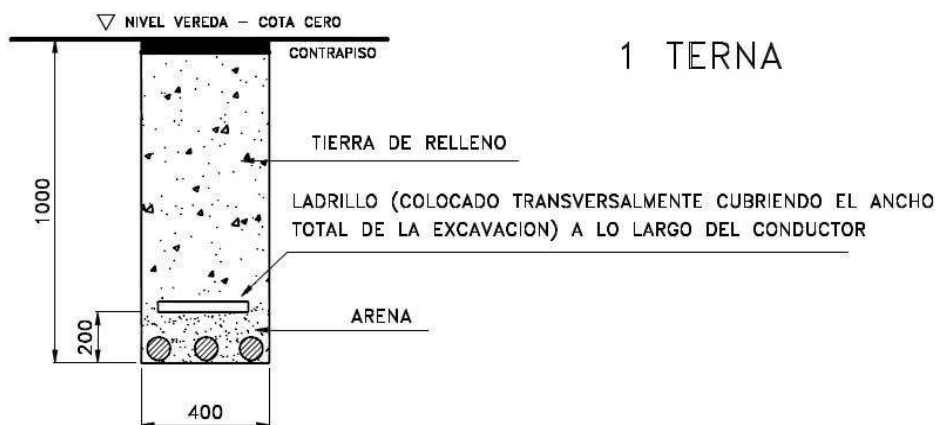 NIVEL VEREDA – COTA CERO
CONTRAPISO
1 TERNA
TIERRA DE RELLENO
1000
LADRILLO (COLOCADO TRANSVERSALMENTE CUBRIENDO EL ANCHO
TOTAL DE LA EXCAVACION) A LO LARGO DEL CONDUCTOR
ARENA
200
400